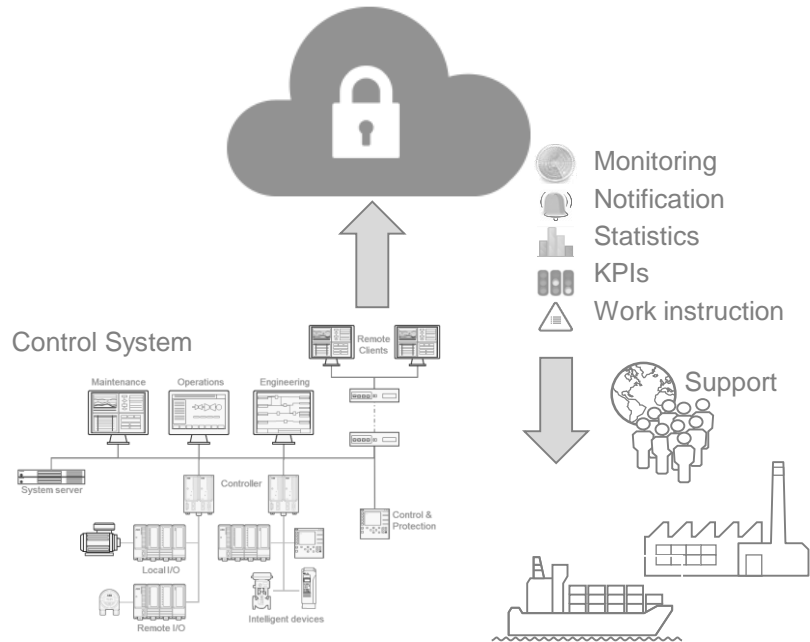 Monitoring
Notification
Statistics
KPIs
Work instruction
Control System
Remote
Clients
Maintenance
Operations
Engineering
Support
System server
Controller
Control &
Protection
Local I/O
Remote I/O
Intelligent devices